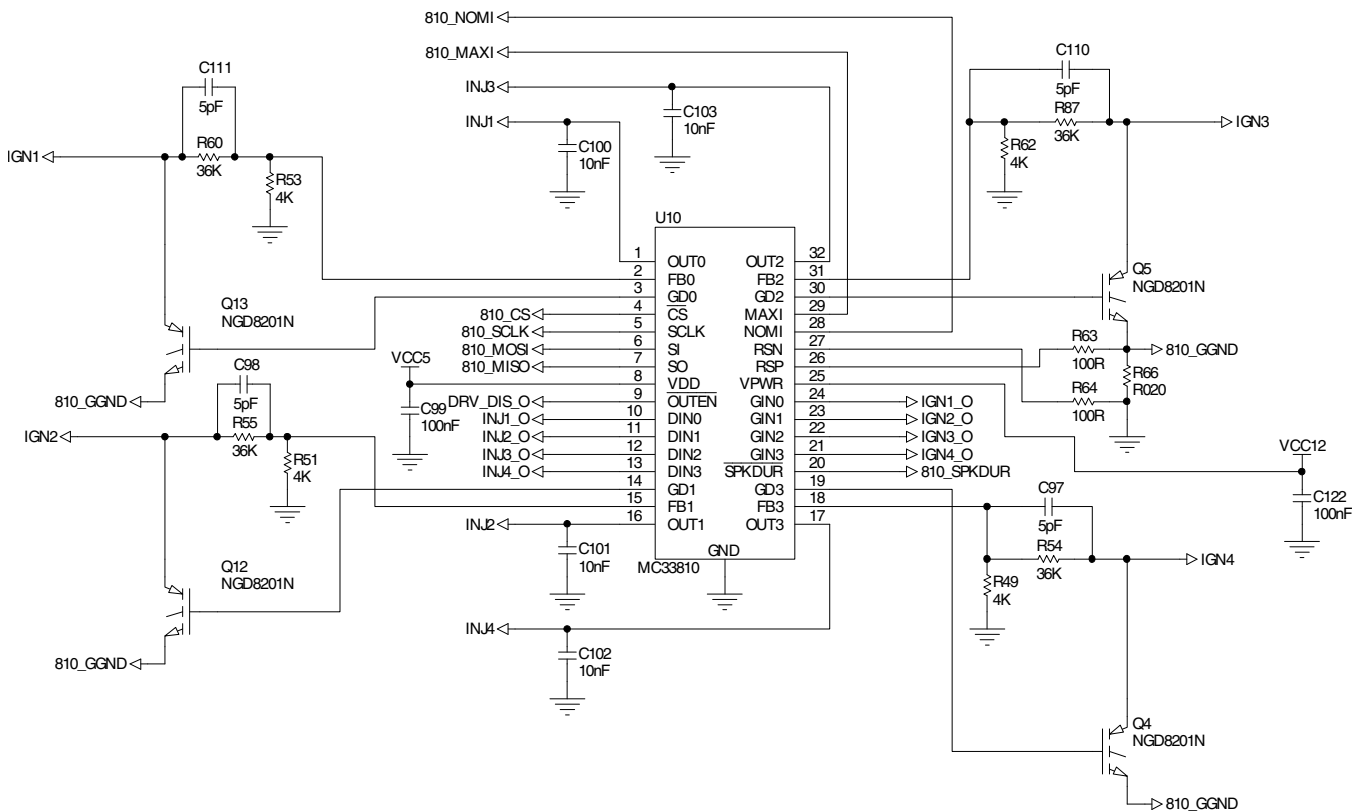 810_NOMI
810_MAXI
C111
5pF
R60
36K
IGN1
R53
4K
INJ3
C103
10nF
INJ1
C100
10nF
C110
5pF
R87
36K
IGN3
R62
4K
U10
1 OUT0
2 FB0
3 GD0
4 CS
5 SCLK
6 SI
7 SO
8 VDD
9 OUTEN
10 DIN0
11 DIN1
12 DIN2
13 DIN3
14 GD1
15 FB1
16 OUT1
OUT2 32
FB2 31
GD2 30
MAXI 29
NOMI 28
RSN 27
RSP 26
VPWR 25
GIN0 24
GIN1 23
GIN2 22
GIN3 21
SPKDUR 20
GD3 19
FB3 18
OUT3 17
GND
MC33810
Q13
NGD8201N
810_GGND
810_CS
810_SCLK
810_MOSI
810_MISO
VCC5
C99
100nF
DRV_DIS_O
INJ1_O
INJ2_O
INJ3_O
INJ4_O
C98
5pF
R55
36K
IGN2
R51
4K
Q12
NGD8201N
810_GGND
INJ2
C101
10nF
INJ4
C102
10nF
Q5
NGD8201N
R63
100R
810_GGND
R66
R020
R64
100R
IGN1_O
IGN2_O
IGN3_O
IGN4_O
810_SPKDUR
VCC12
C122
100nF
C97
5pF
R54
36K
IGN4
R49
4K
Q4
NGD8201N
810_GGND